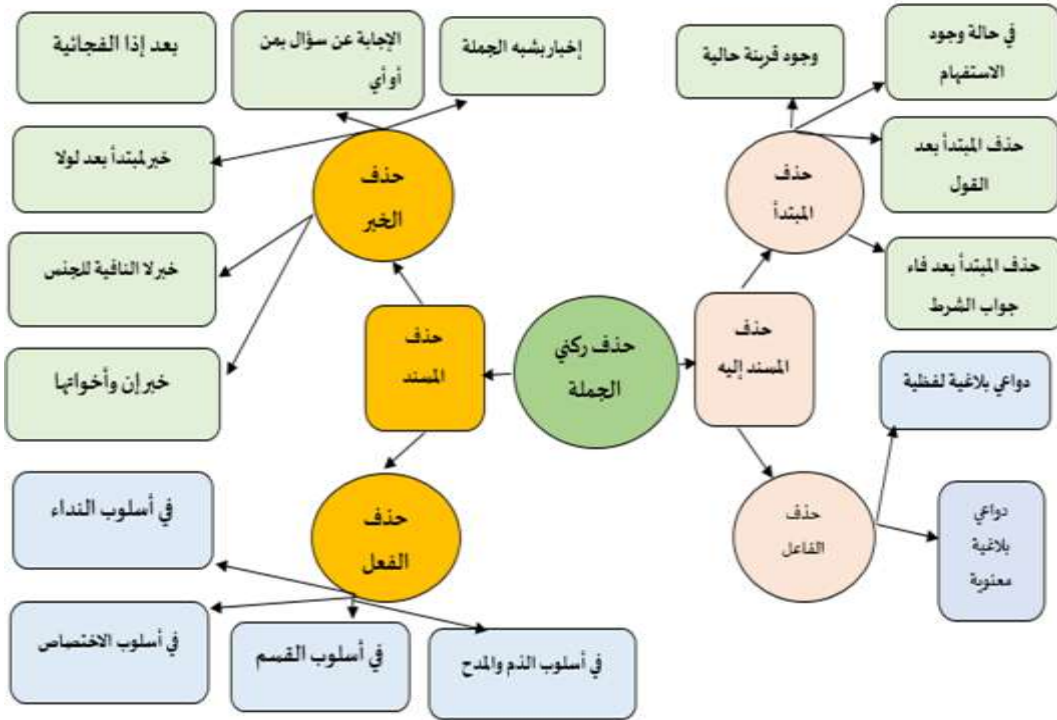 في حالة وجود
الاستفهام
وجود قرينة حالية
إخبار بشبه الجملة
الإجابة عن سؤال بمن
أو أي
بعد إذا الفجائية
حذف المبتدأ بعد
القول
حذف
المبتدأ
حذف
الخبر
خبر لمبتدأ بعد لولا
حذف المبتدأ بعد فاء
جواب الشرط
خبر لا النافية للجنس
حذف
المسند إليه
حذف ركني
الجملة
حذف
المسند
خبر إن وأخواتها
دواعي بلاغية لفظية
دواعي
بلاغية
معنوية
حذف
الفاعل
حذف
الفعل
في أسلوب النداء
في أسلوب الذم والمدح
في أسلوب القسم
في أسلوب الاختصاص